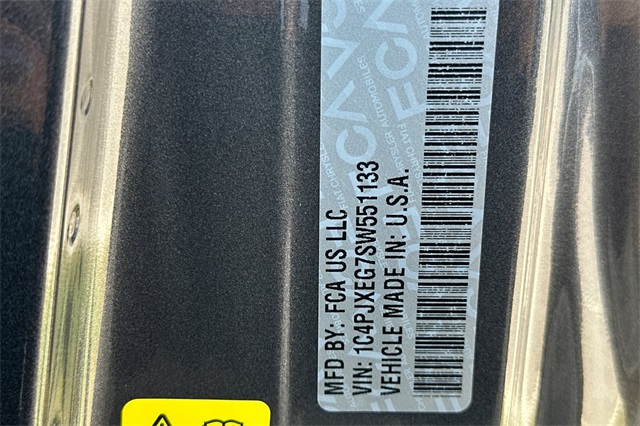 MFD BY: FCA US LLC
VIN: 1C4PJXEG7SW551133
VEHICLE MADE IN: U.S.A.